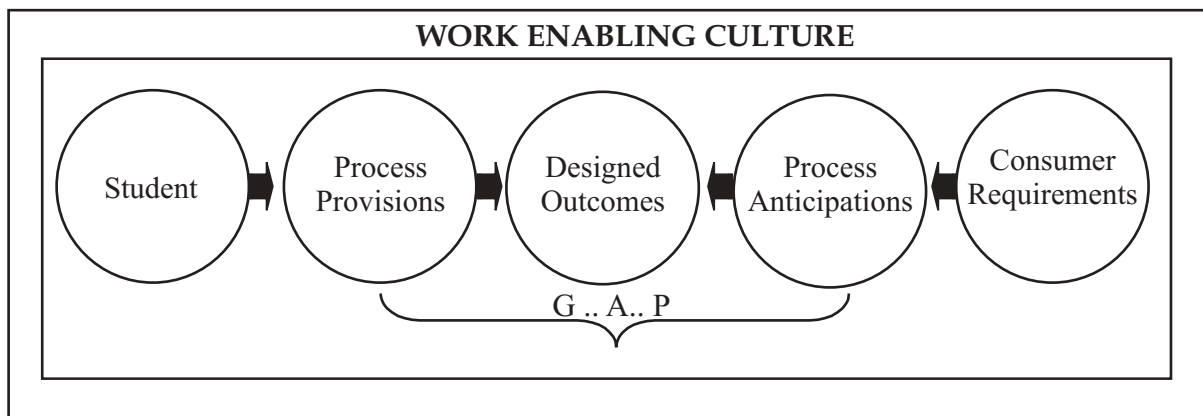 WORK ENABLING CULTURE
Student
Process
Provisions
Designed
Outcomes
Process
Anticipations
Consumer
Requirements
G .. A.. P